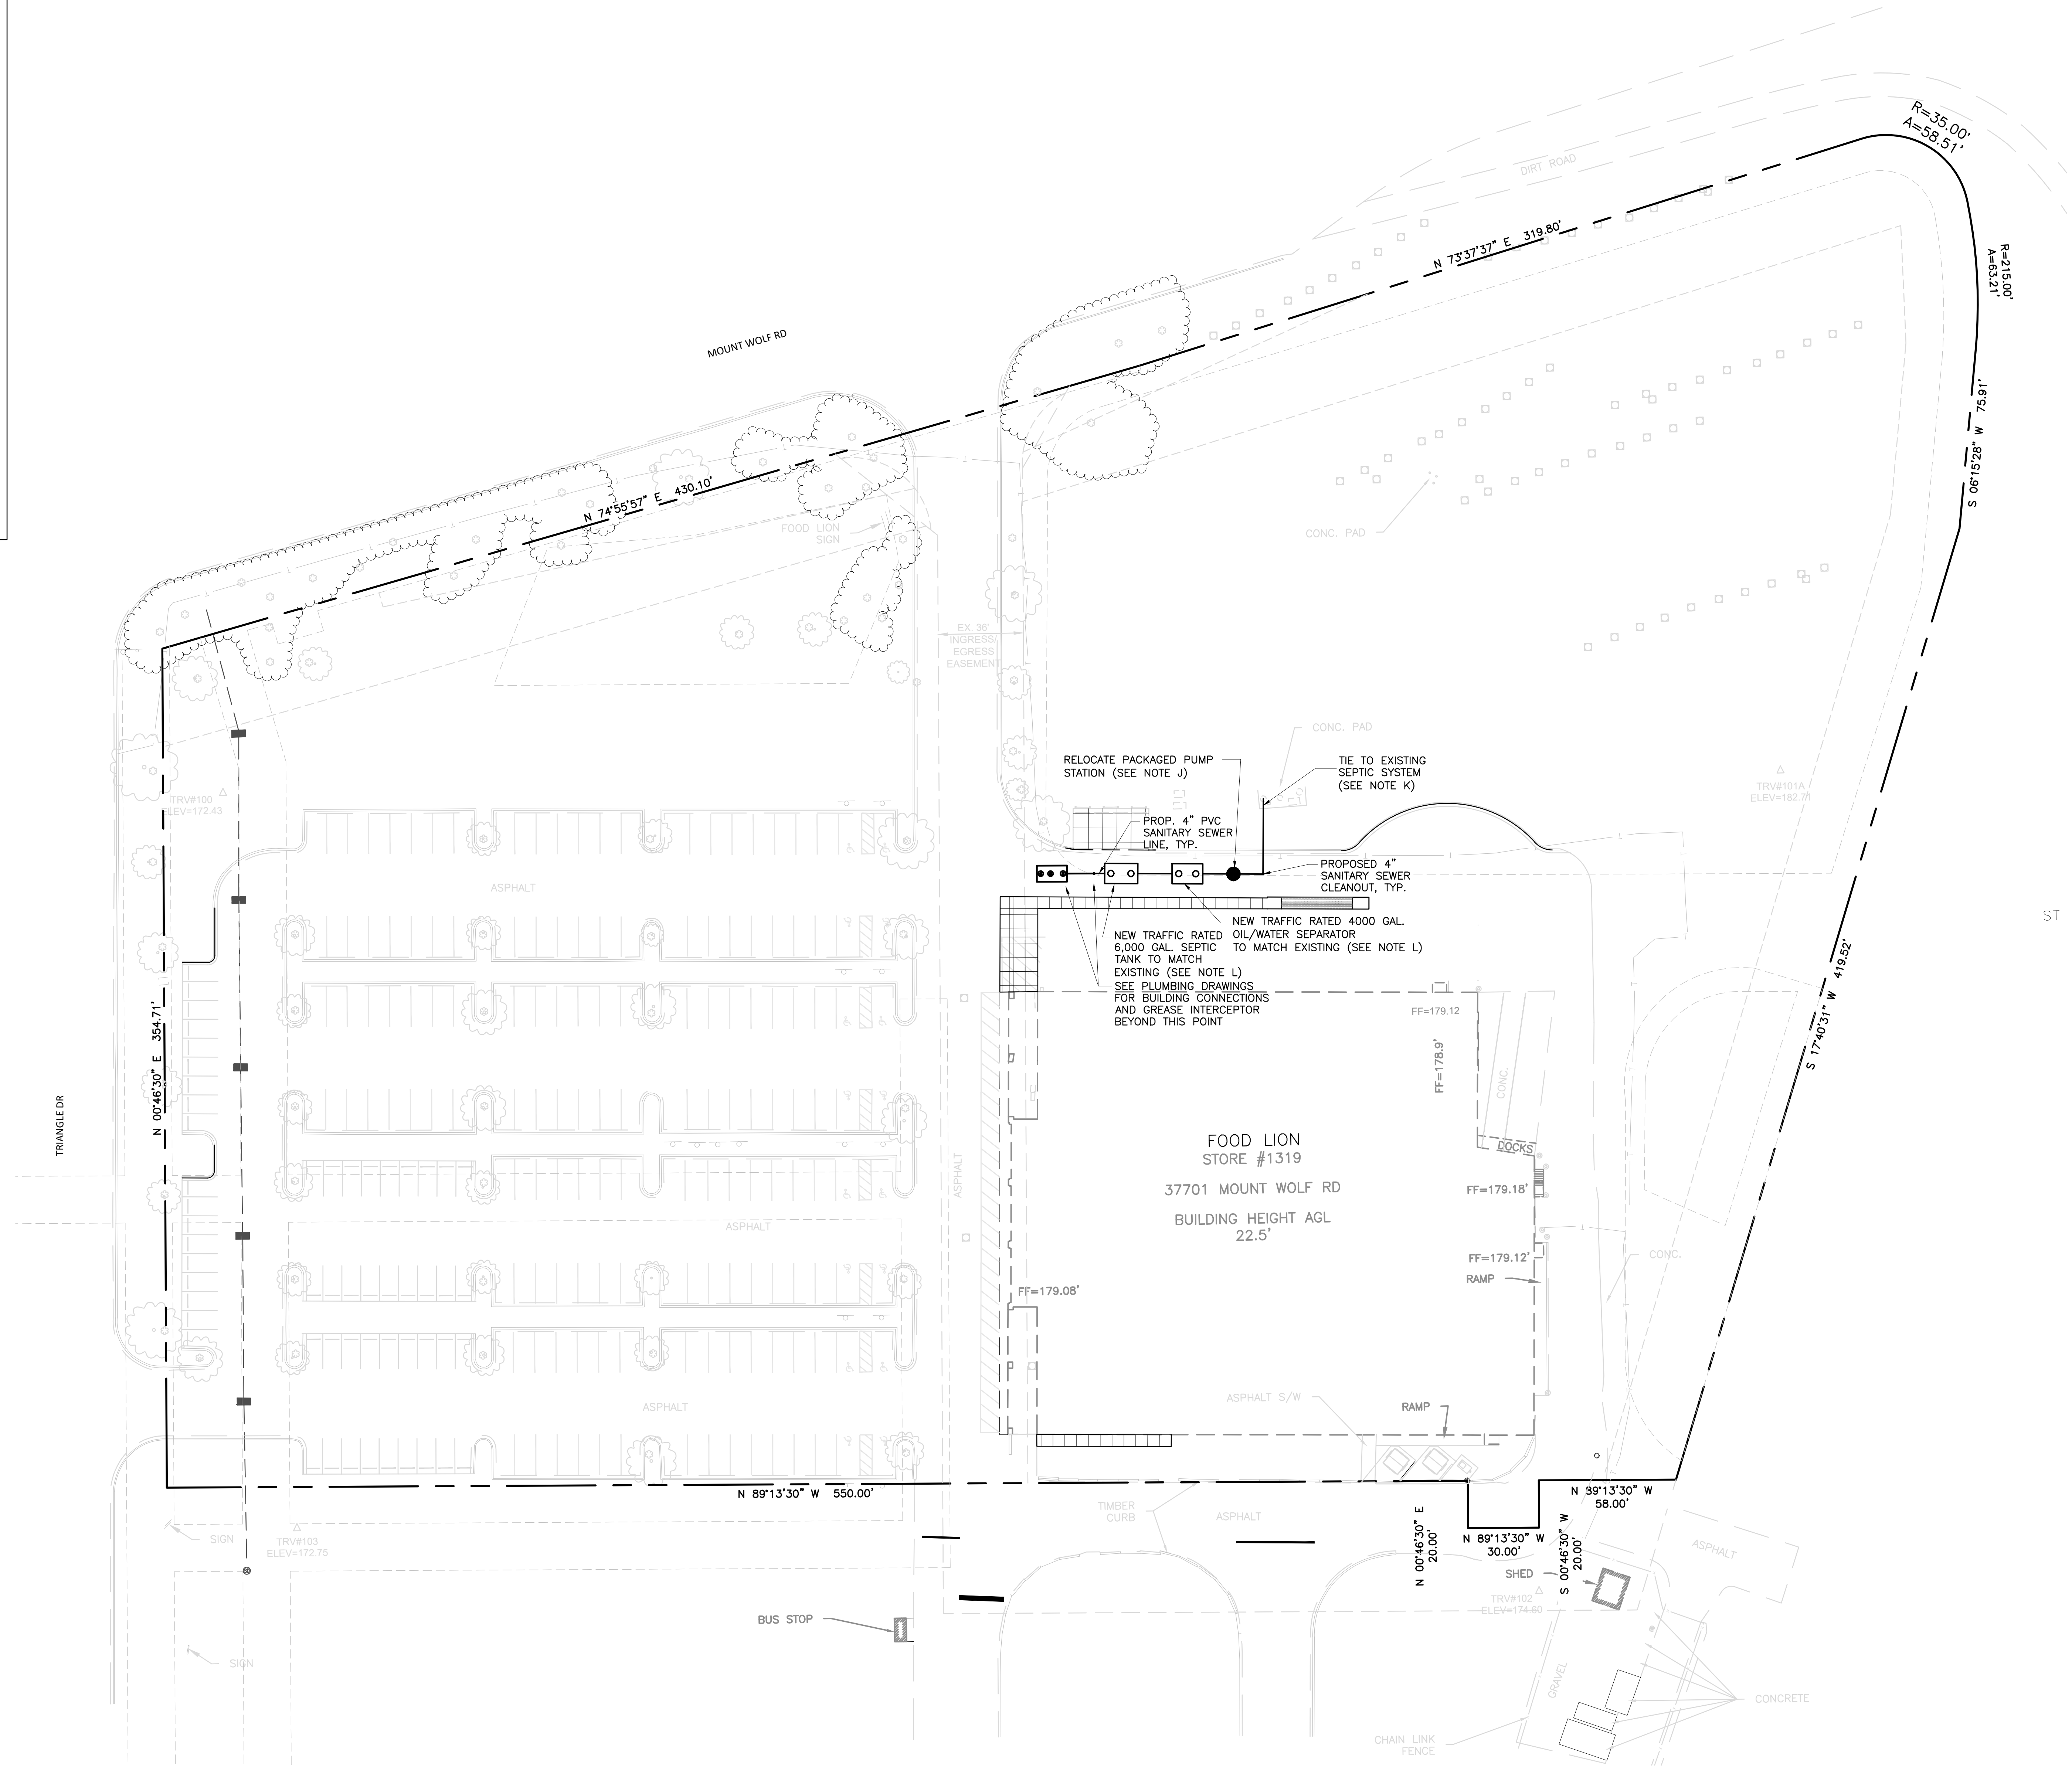 R=35.00'
A=58.51'
DIRT ROAD
N 73°37'37" E 319.80'
R=215.00'
A=63.21'
MOUNT WOLF RD
S 06°15'28" W 75.91'
N 74°55'57" E 430.10'
FOOD LION
SIGN
CONC. PAD
EX. 36'
INGRESS/
EGRESS
EASEMENT
CONC. PAD
RELOCATE PACKAGED PUMP
STATION (SEE NOTE J)
TIE TO EXISTING
SEPTIC SYSTEM
(SEE NOTE K)
TRV#100
ELEV=172.43
TRV#101A
ELEV=182.71
PROP. 4" PVC
SANITARY SEWER
LINE, TYP.
PROPOSED 4"
SANITARY SEWER
CLEANOUT, TYP.
ASPHALT
ST
NEW TRAFFIC RATED 4000 GAL.
OIL/WATER SEPARATOR
TO MATCH EXISTING (SEE NOTE L)
NEW TRAFFIC RATED
6,000 GAL. SEPTIC
TANK TO MATCH
EXISTING (SEE NOTE L)
SEE PLUMBING DRAWINGS
FOR BUILDING CONNECTIONS
AND GREASE INTERCEPTOR
BEYOND THIS POINT
FF=179.12
FF=178.9'
CONC.
S 17°40'31" W 419.52'
N 00°46'30" E 354.71'
TRIANGLE DR
FOOD LION
STORE #1319
37701 MOUNT WOLF RD
BUILDING HEIGHT AGL
22.5'
DOCKS
ASPHALT
FF=179.18'
ASPHALT
FF=179.12'
CONC.
RAMP
FF=179.08'
ASPHALT S/W
RAMP
ASPHALT
N 89°13'30" W 550.00'
N 89°13'30" W
58.00'
TIMBER
CURB
ASPHALT
N 00°46'30" E
20.00'
N 89°13'30" W
30.00'
S 00°46'30" W
20.00'
SIGN
TRV#103
ELEV=172.75
ASPHALT
SHED
TRV#102
ELEV=174.60
BUS STOP
SIGN
GRAVEL
CONCRETE
CHAIN LINK
FENCE